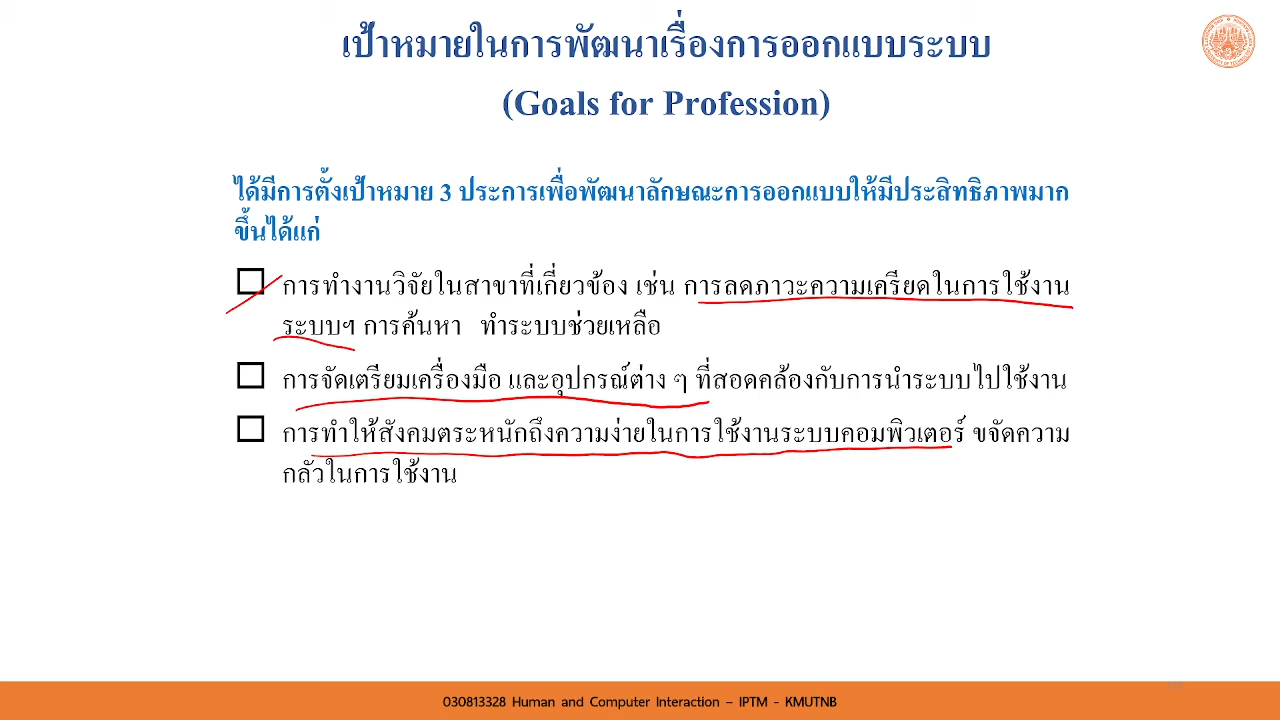 เป้าหมายในการพัฒนาเรื่องการออกแบบระบบ
(Goals for Profession)
ได้มีการตั้งเป้าหมาย 3 ประการเพื่อพัฒนาลักษณะการออกแบบให้มีประสิทธิภาพมาก
ขึ้นได้แก่
การทำงานวิจัยในสาขาที่เกี่ยวข้อง เช่น การลดภาวะความเครียดในการใช้งาน
ระบบฯ การค้นหา ทำระบบช่วยเหลือ
การจัดเตรียมเครื่องมือ และอุปกรณ์ต่าง ๆ ที่สอดคล้องกับการนำระบบไปใช้งาน
การทำให้สังคมตระหนักถึงความง่ายในการใช้งานระบบคอมพิวเตอร์ ขจัดความ
กลัวในการใช้งาน
030813328 Human and Computer Interaction – IPTM - KMUTNB